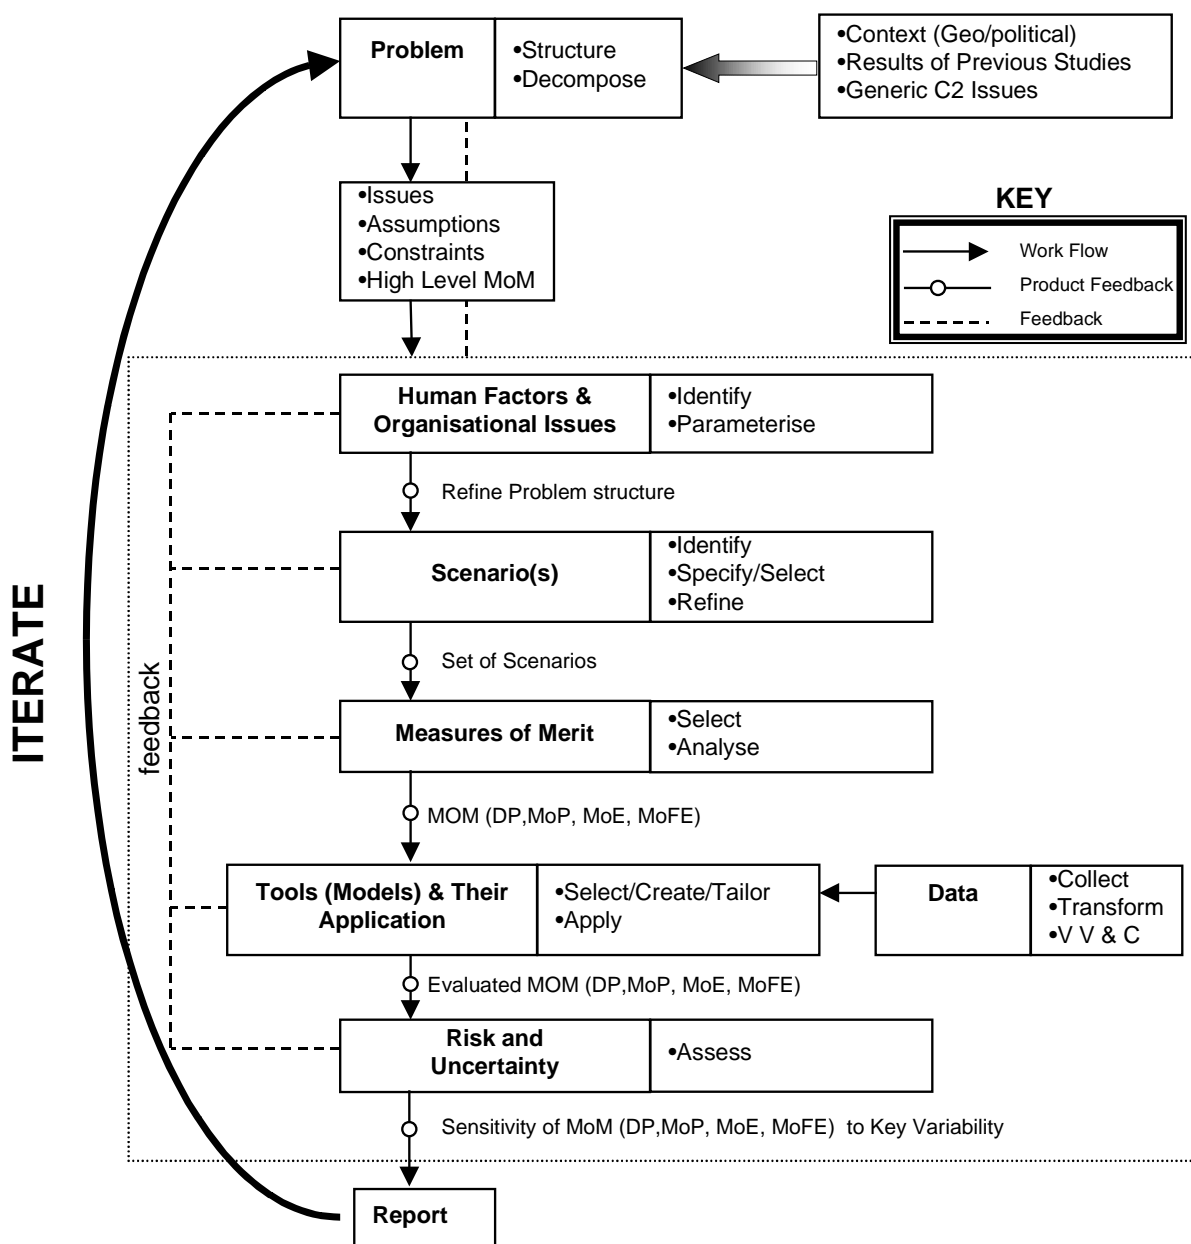 Problem
•Structure
•Decompose
•Context (Geo/political)
•Results of Previous Studies
•Generic C2 Issues
•Issues
•Assumptions
•Constraints
•High Level MoM
KEY
Work Flow
Product Feedback
Feedback
Human Factors &
Organisational Issues
•Identify
•Parameterise
Refine Problem structure
Scenario(s)
•Identify
•Specify/Select
•Refine
Set of Scenarios
ITERATE
feedback
Measures of Merit
•Select
•Analyse
MOM (DP,MoP, MoE, MoFE)
Tools (Models) & Their
Application
•Select/Create/Tailor
•Apply
Data
•Collect
•Transform
•V V & C
Evaluated MOM (DP,MoP, MoE, MoFE)
Risk and
Uncertainty
•Assess
Sensitivity of MoM (DP,MoP, MoE, MoFE) to Key Variability
Report